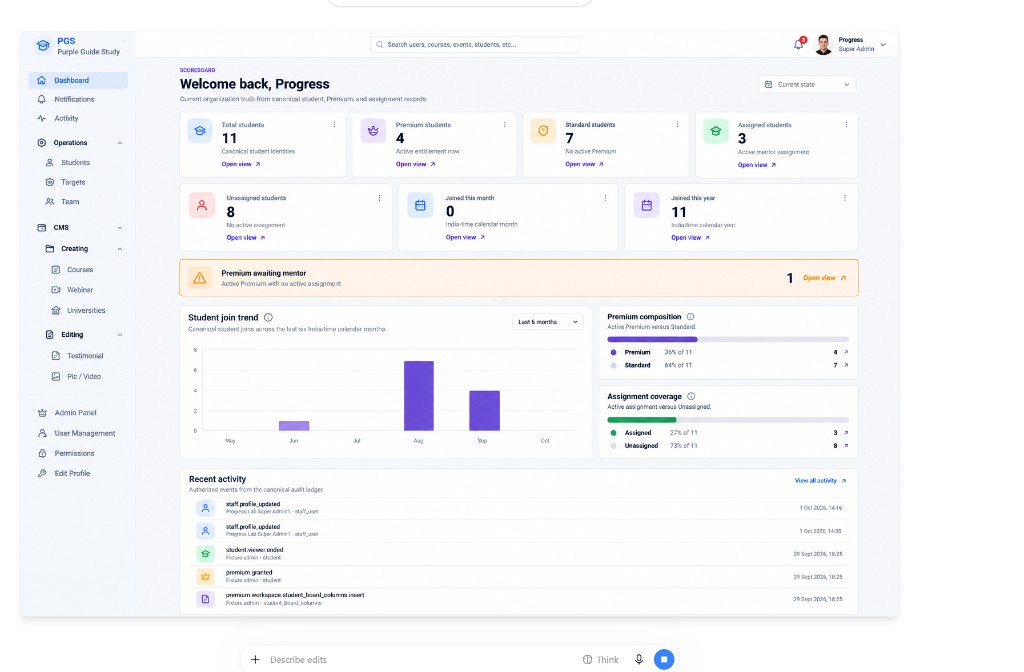 PGS
Purple Guide Study
Search users, courses, events, students, etc...
3
Progress
Super Admin
Dashboard
Notifications
Activity
Operations
Students
Targets
Team
CMS
Creating
Courses
Webinar
Universities
Editing
Testimonial
Pic / Video
Admin Panel
User Management
Permissions
Edit Profile
SCOREBOARD
Welcome back, Progress
Current organization truth from canonical student, Premium, and assignment records.
Current state
Total students
11
Canonical student identities
Open view
Premium students
4
Active entitlement now
Open view
Standard students
7
No active Premium
Open view
Assigned students
3
Active mentor assignment
Open view
Unassigned students
8
No active assignment
Open view
Joined this month
0
India-time calendar month
Open view
Joined this year
11
India-time calendar year
Open view
Premium awaiting mentor
Active Premium with no active assignment
1 Open view
Student join trend
Canonical student joins across the last six India-time calendar months.
Last 6 months
8
6
4
2
0
May Jun Jul Aug Sep Oct
Premium composition
Active Premium versus Standard.
Premium 36% of 11 4
Standard 64% of 11 7
Assignment coverage
Active assignment versus Unassigned.
Assigned 27% of 11 3
Unassigned 73% of 11 8
Recent activity
Authorized events from the canonical audit ledger.
View all activity
staff.profile_updated
Progress Lab Super Admin1 · staff_user
1 Oct 2026, 14:16
staff.profile_updated
Progress Lab Super Admin1 · staff_user
1 Oct 2026, 14:05
student.viewer.ended
Fixture admin · student
29 Sept 2026, 18:25
premium.granted
Fixture admin · student
29 Sept 2026, 18:25
premium.workspace.student_board_columns.insert
Fixture admin · student_board_columns
29 Sept 2026, 18:25
Describe edits
Think